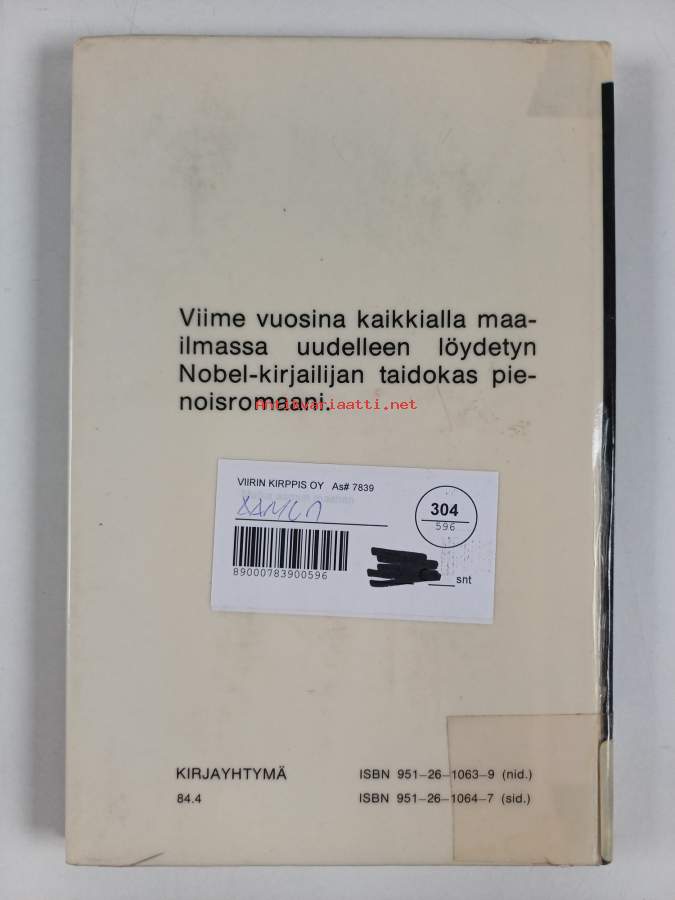 Viime vuosina kaikkialla maa-
ilmassa uudelleen löydetyn
Nobel-kirjailijan taidokas pie-
noisromaani.
Antikvariaatti.net
VIIRIN KIRPPIS OY As# 7839
304
596
89000783900596
snt
KIRJAYHTYMÄ
84.4
ISBN 951–26–1063–9 (nid.)
ISBN 951–26–1064–7 (sid.)